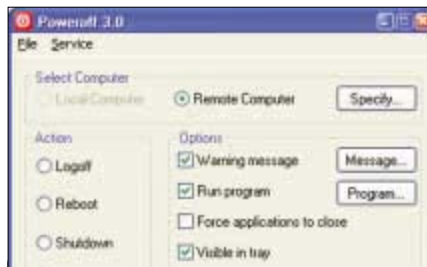 Poweroff 3.0
File Service
Select Computer
Local Computer Remote Computer Specify...
Action Options
Logoff Warning message Message...
Reboot Run program Program...
Force applications to close
Shutdown Visible in tray